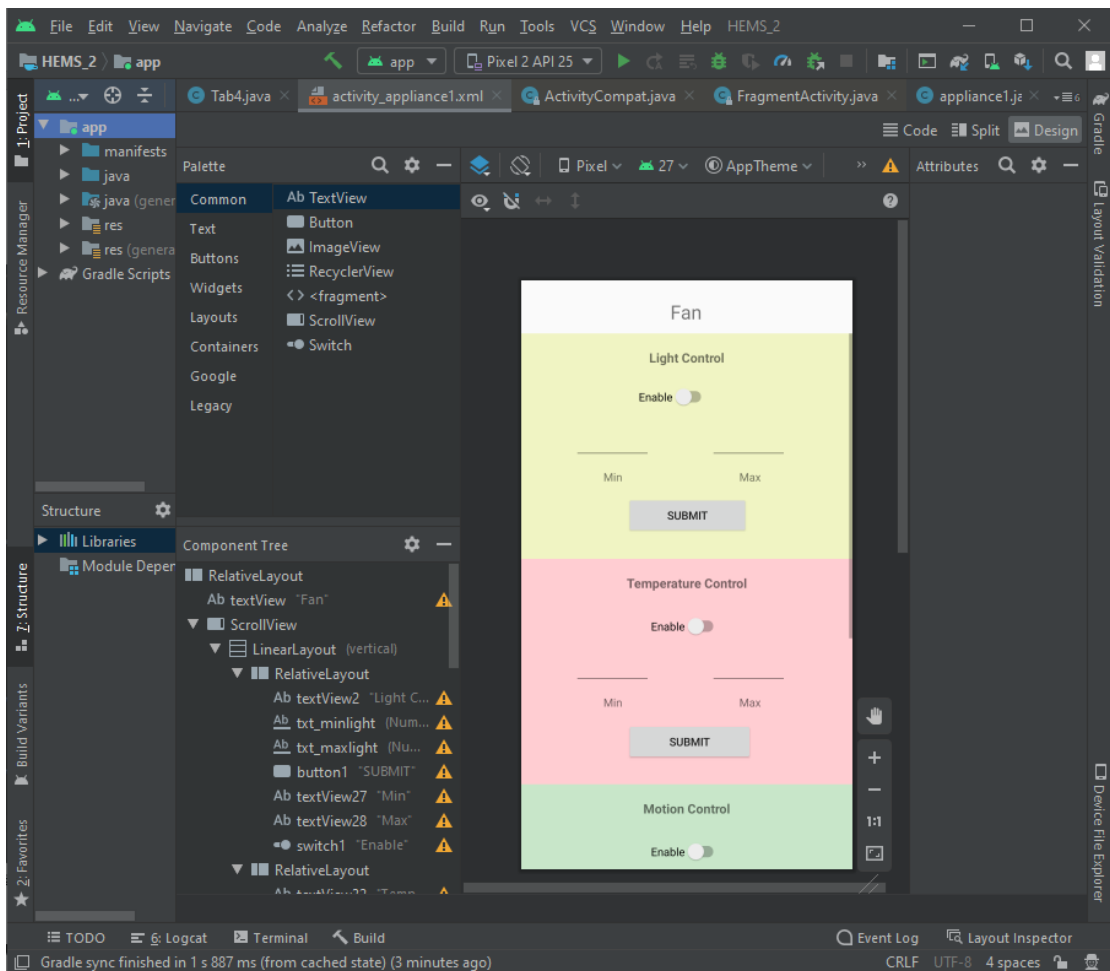 File Edit View Navigate Code Analyze Refactor Build Run Tools VCS Window Help HEMS_2
HEMS_2 app
app
Pixel 2 API 25
...
Tab4.java
activity_appliance1.xml
ActivityCompat.java
FragmentActivity.java
appliance1.ja
6
Code Split Design
1: Project
Resource Manager
7: Structure
Build Variants
2: Favorites
app
manifests
java
java (gener
res
res (genera
Gradle Scripts
Structure
Libraries
Module Deper
Palette
Common
Text
Buttons
Widgets
Layouts
Containers
Google
Legacy
Ab TextView
Button
ImageView
RecyclerView
<> <fragment>
ScrollView
Switch
Component Tree
RelativeLayout
Ab textView "Fan"
ScrollView
LinearLayout (vertical)
RelativeLayout
Ab textView2 "Light C...
Ab txt_minlight (Num...
Ab txt_maxlight (Nu...
button1 "SUBMIT"
Ab textView27 "Min"
Ab textView28 "Max"
switch1 "Enable"
RelativeLayout
Pixel 27 AppTheme »
?
Fan
Light Control
Enable
Min Max
SUBMIT
Temperature Control
Enable
Min Max
SUBMIT
Motion Control
Enable
1:1
Attributes
Gradle
Layout Validation
Device File Explorer
TODO 6: Logcat Terminal Build Event Log Layout Inspector
Gradle sync finished in 1 s 887 ms (from cached state) (3 minutes ago) CRLF UTF-8 4 spaces